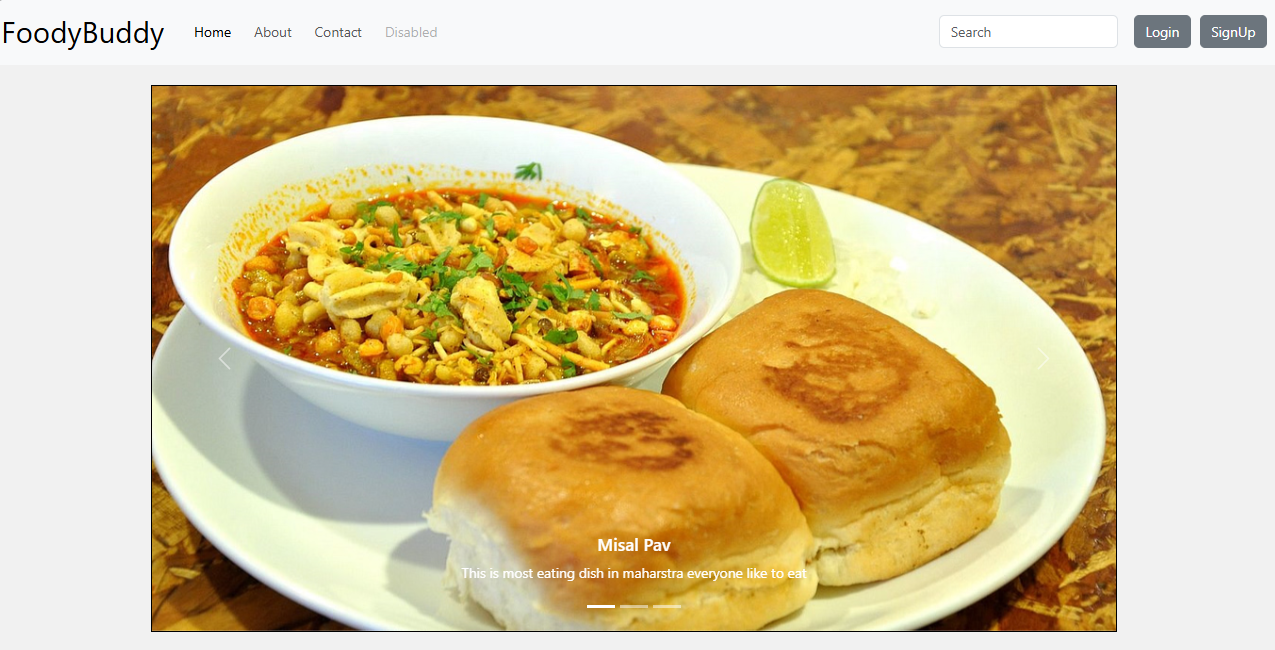 FoodyBuddy Home About Contact Disabled Search Login SignUp
Misal Pav
This is most eating dish in maharstra everyone like to eat